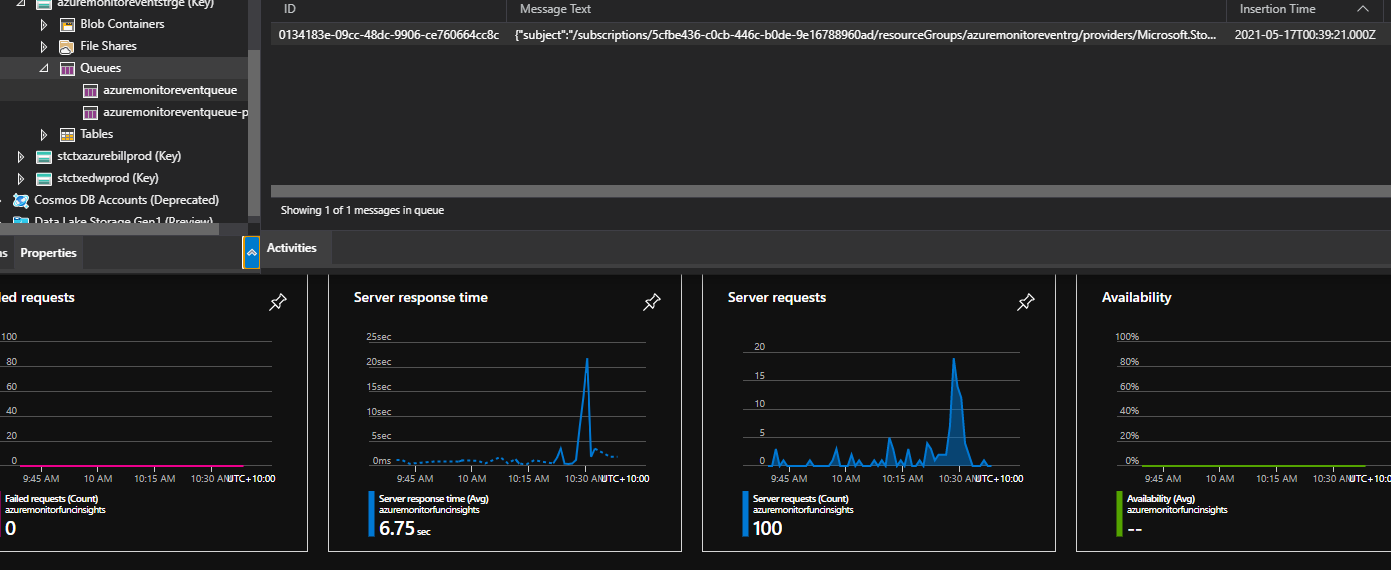 azuremonitoreventstrge (Key)
Blob Containers
File Shares
Queues
azuremonitoreventqueue
azuremonitoreventqueue-p
Tables
stctxazurebillprod (Key)
stctxedwprod (Key)
Cosmos DB Accounts (Deprecated)
Data Lake Storage Gen1 (Preview)
ID Message Text Insertion Time
0134183e-09cc-48dc-9906-ce760664cc8c {"subject":"/subscriptions/5cfbe436-c0cb-446c-b0de-9e16788960ad/resourceGroups/azuremonitoreventrg/providers/Microsoft.Sto... 2021-05-17T00:39:21.000Z
Showing 1 of 1 messages in queue
ns Properties
Activities
led requests
100
80
60
40
20
0
9:45 AM 10 AM 10:15 AM 10:30 AM UTC+10:00
Failed requests (Count)
azuremonitorfuncinsights
0
Server response time
25sec
20sec
15sec
10sec
5sec
0ms
9:45 AM 10 AM 10:15 AM 10:30 AM UTC+10:00
Server response time (Avg)
azuremonitorfuncinsights
6.75 sec
Server requests
20
15
10
5
0
9:45 AM 10 AM 10:15 AM 10:30 AM UTC+10:00
Server requests (Count)
azuremonitorfuncinsights
100
Availability
100%
80%
60%
40%
20%
0%
9:45 AM 10 AM 10:15 AM 10:30 AM UTC+10:00
Availability (Avg)
azuremonitorfuncinsights
--